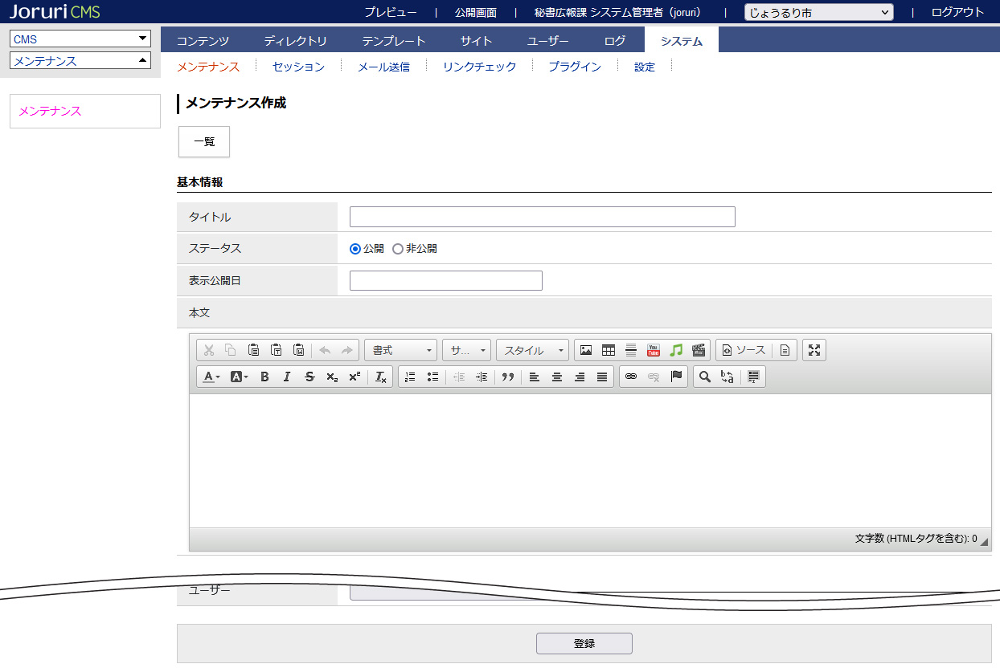 Joruri CMS プレビュー | 公開画面 | 秘書広報課 システム管理者（joruri） | じょうるり市 | ログアウト
CMS
メンテナンス
コンテンツ ディレクトリ テンプレート サイト ユーザー ログ システム
メンテナンス セッション メール送信 リンクチェック プラグイン 設定
メンテナンス
メンテナンス作成
一覧
基本情報
タイトル
ステータス 公開 非公開
表示公開日
本文
書式 サ... スタイル You Tube ソース
A A B I S x₂ x² Tx
文字数 (HTMLタグを含む): 0
ユーザー
登録